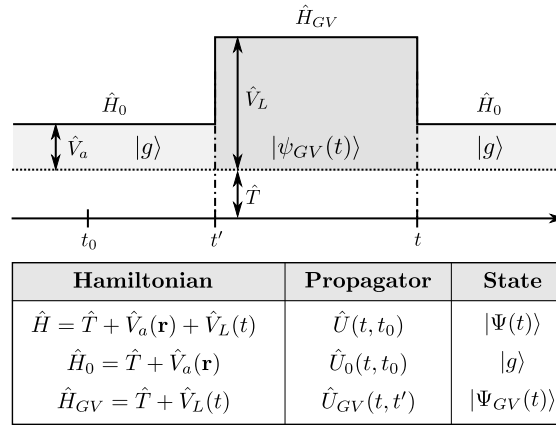 Ĥ_GV
Ĥ_0 V̂_L Ĥ_0
V̂_a |g⟩ |ψ_GV(t)⟩ |g⟩
T̂
t_0 t′ t
Hamiltonian Propagator State
Ĥ = T̂ + V̂_a(r) + V̂_L(t) Û(t, t_0) |Ψ(t)⟩
Ĥ_0 = T̂ + V̂_a(r) Û_0(t, t_0) |g⟩
Ĥ_GV = T̂ + V̂_L(t) Û_GV(t, t′) |Ψ_GV(t)⟩